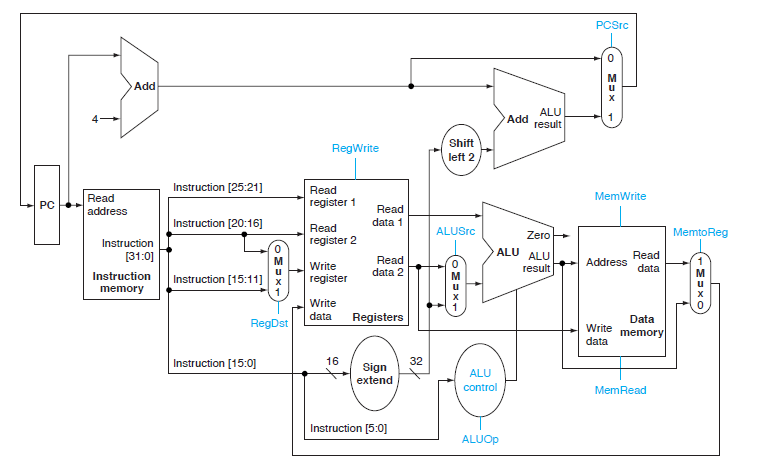 PCSrc
0
M
u
x
1
Add
4
Add ALU
result
Shift
left 2
RegWrite
PC
Read
address
Instruction
[31:0]
Instruction
memory
Instruction [25:21]
Instruction [20:16]
Instruction [15:11]
Instruction [15:0]
0
M
u
x
1
RegDst
Read
register 1
Read
register 2
Write
register
Write
data
Registers
Read
data 1
Read
data 2
ALUSrc
0
M
u
x
1
Zero
ALU ALU
result
MemWrite
Address
Read
data
Write
data
Data
memory
MemRead
MemtoReg
1
M
u
x
0
16
Sign
extend
32
ALU
control
ALUOp
Instruction [5:0]